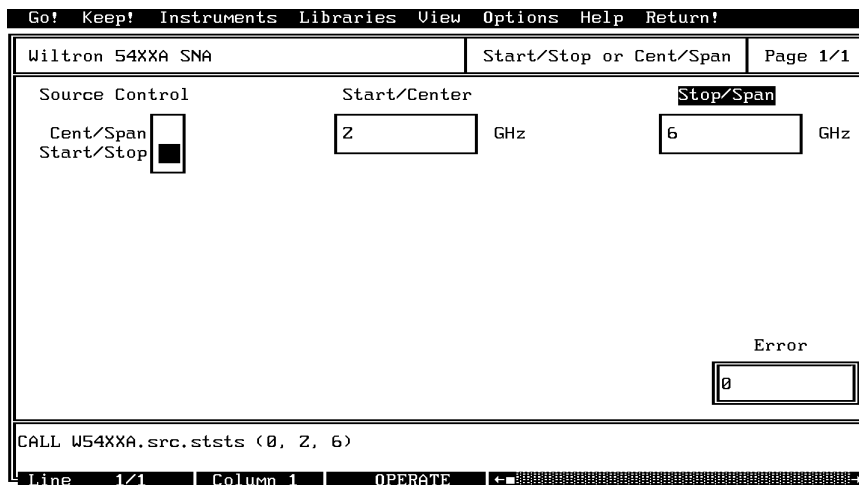 Go! Keep! Instruments Libraries View Options Help Return!
Wiltron 54XXA SNA Start/Stop or Cent/Span Page 1/1
Source Control Start/Center Stop/Span
Cent/Span
Start/Stop
2 GHz 6 GHz
Error
0
CALL W54XXA.src.ststs (0, 2, 6)
Line 1/1 Column 1 OPERATE